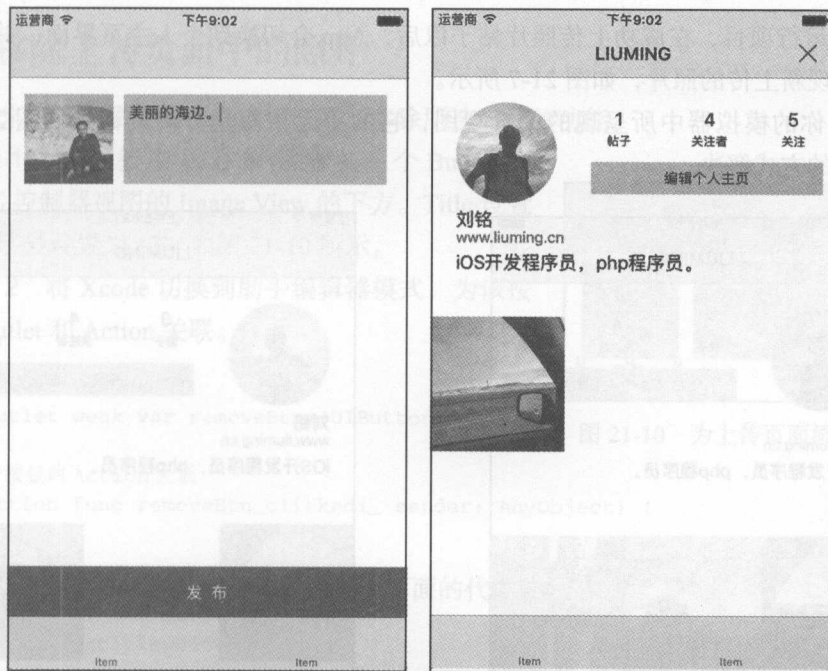 运营商 下午9:02
美丽的海边。
发 布
Item Item
运营商 下午9:02
LIUMING
1 4 5
帖子 关注者 关注
编辑个人主页
刘铭
www.liuming.cn
iOS开发程序员，php程序员。
Item Item